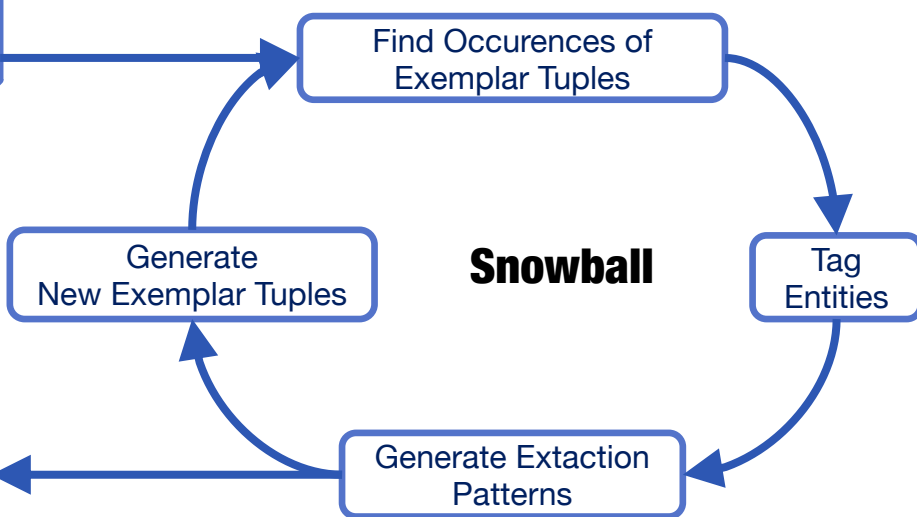 Find Occurences of
Exemplar Tuples
Generate
New Exemplar Tuples
Snowball
Tag
Entities
Generate Extaction
Patterns